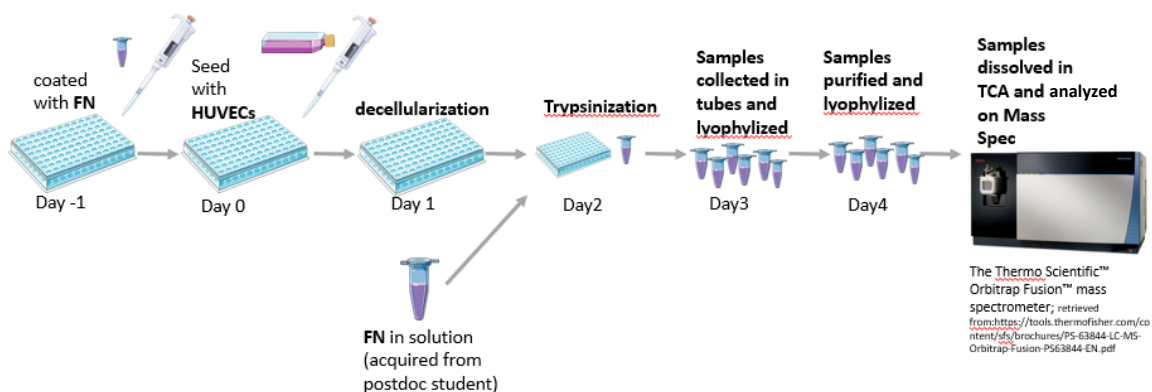 coated
with FN
Day -1
Seed
with
HUVECs
Day 0
decellularization
Day 1
Trypsinization
Day2
FN in solution
(acquired from
postdoc student)
Samples
collected in
tubes and
lyophylized
Day3
Samples
purified and
lyophylized
Day4
Samples
dissolved in
TCA and analyzed
on Mass
Spec
The Thermo Scientific™
Orbitrap Fusion™ mass
spectrometer; retrieved
from:https://tools.thermofisher.com/co
ntent/sfs/brochures/PS-63844-LC-MS-
Orbitrap-Fusion-PS63844-EN.pdf